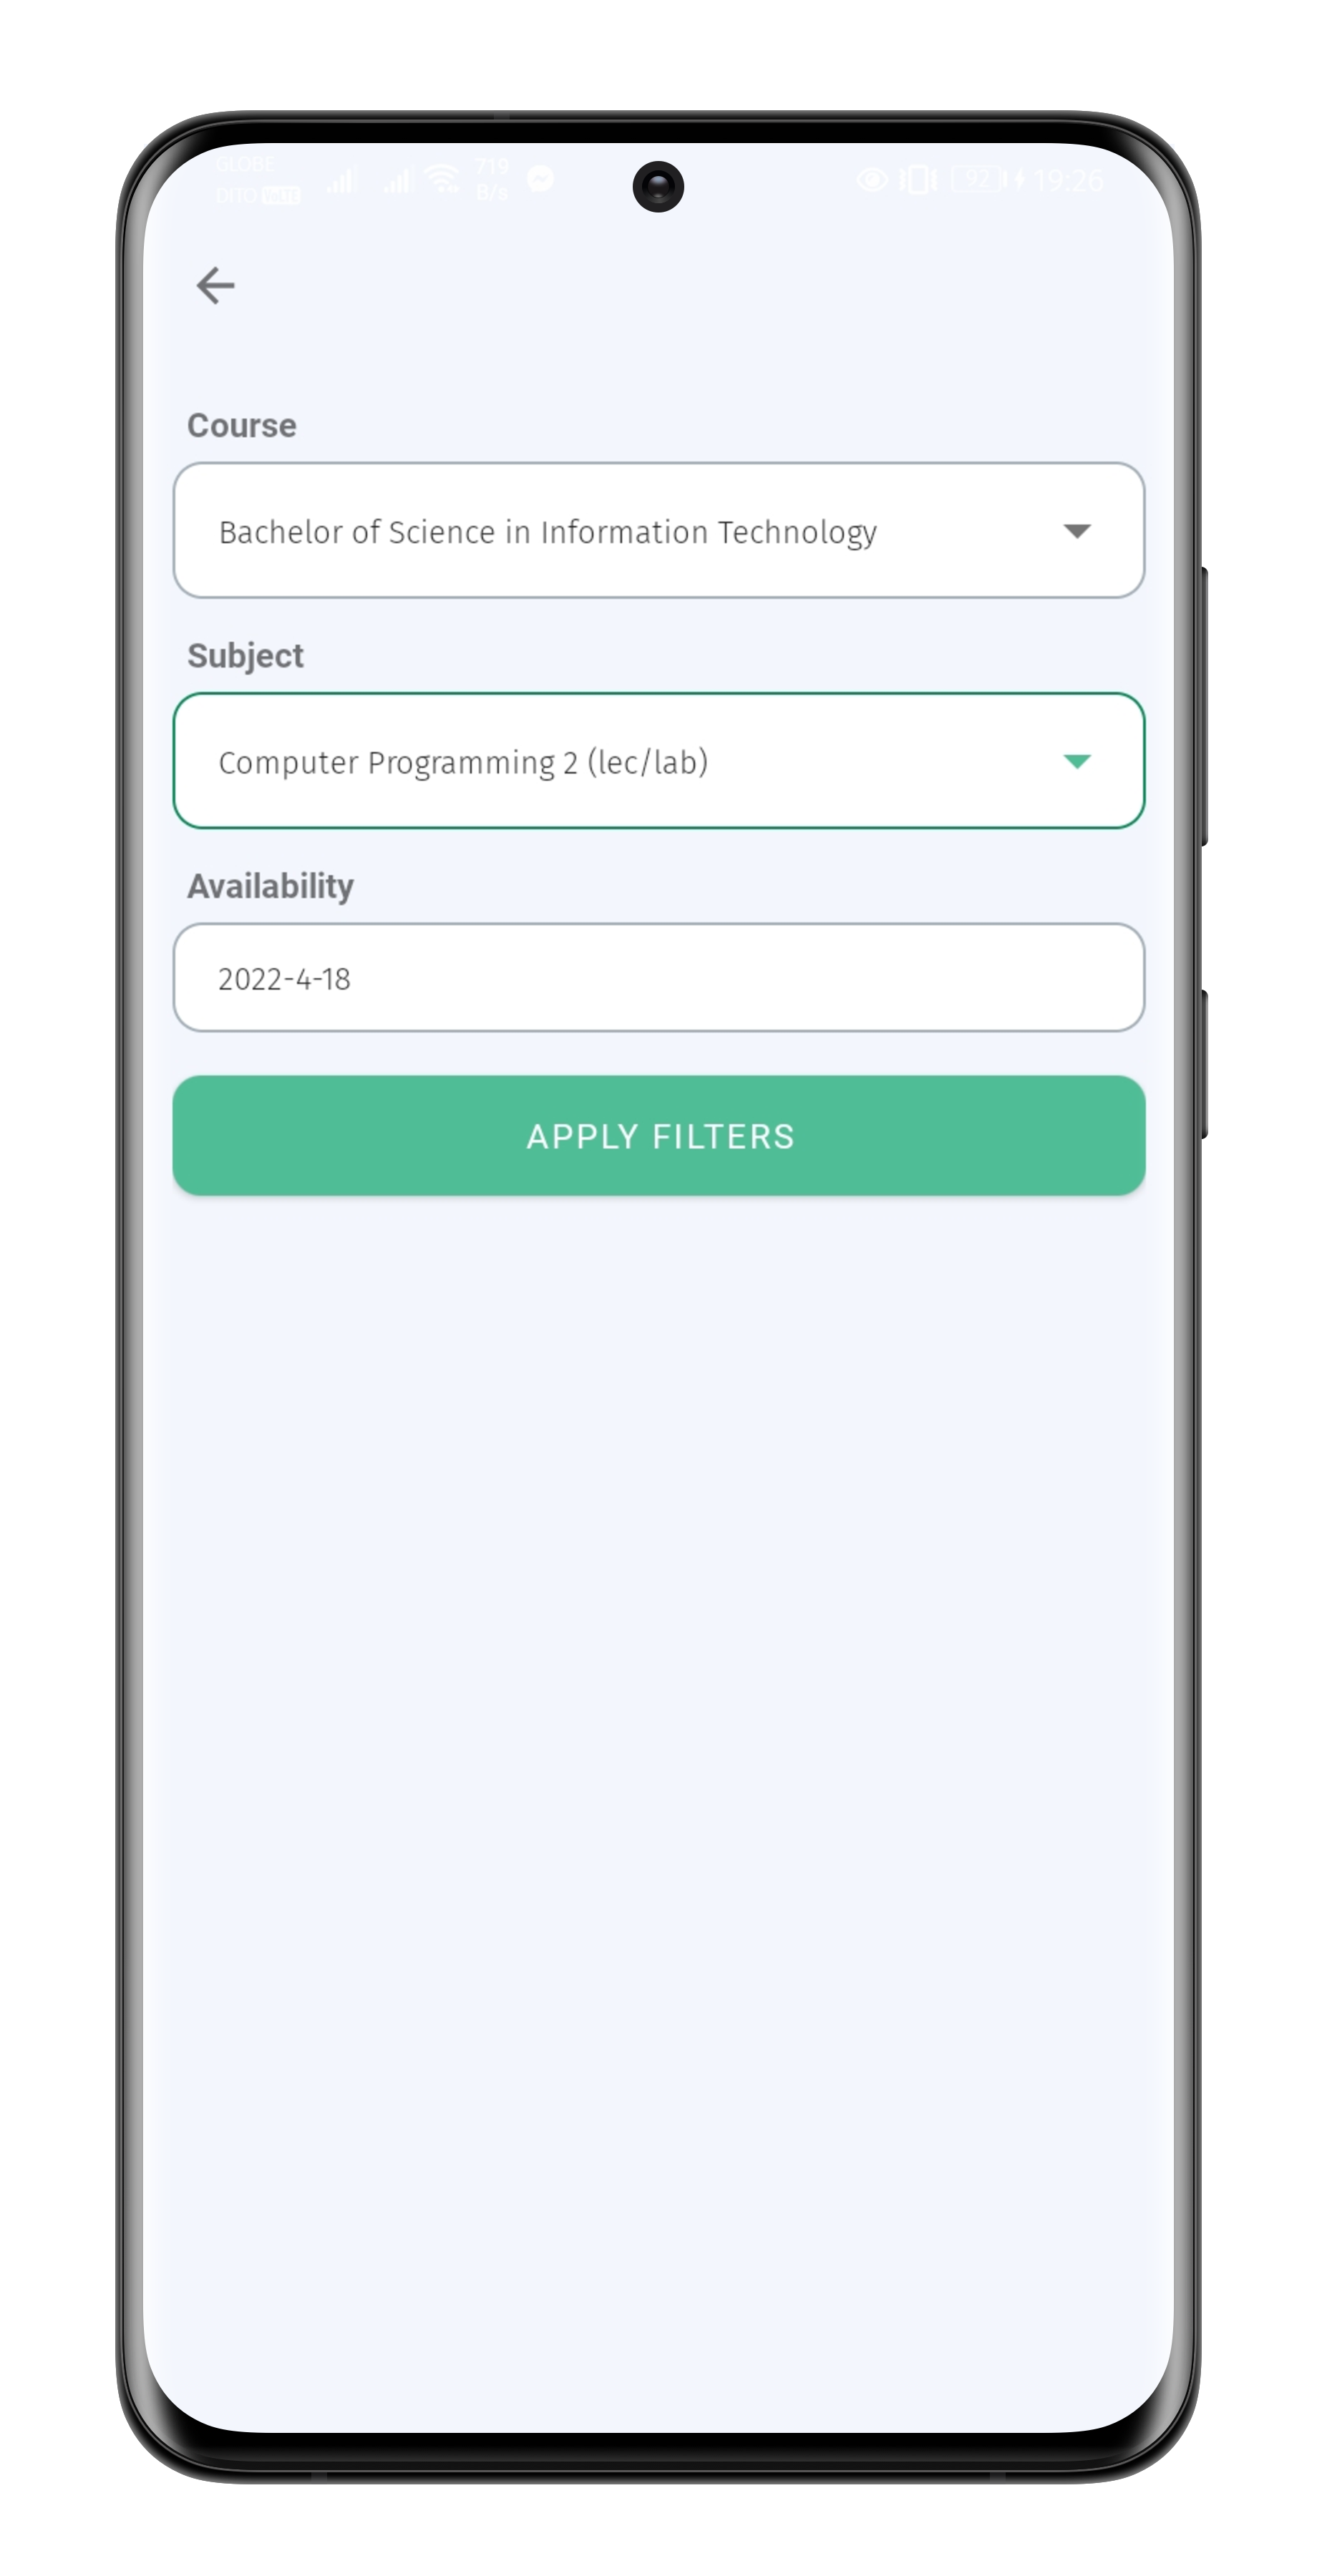 GLOBE
DITO VoLTE
719
B/s
92
19:26
Course
Bachelor of Science in Information Technology
Subject
Computer Programming 2 (lec/lab)
Availability
2022-4-18
APPLY FILTERS